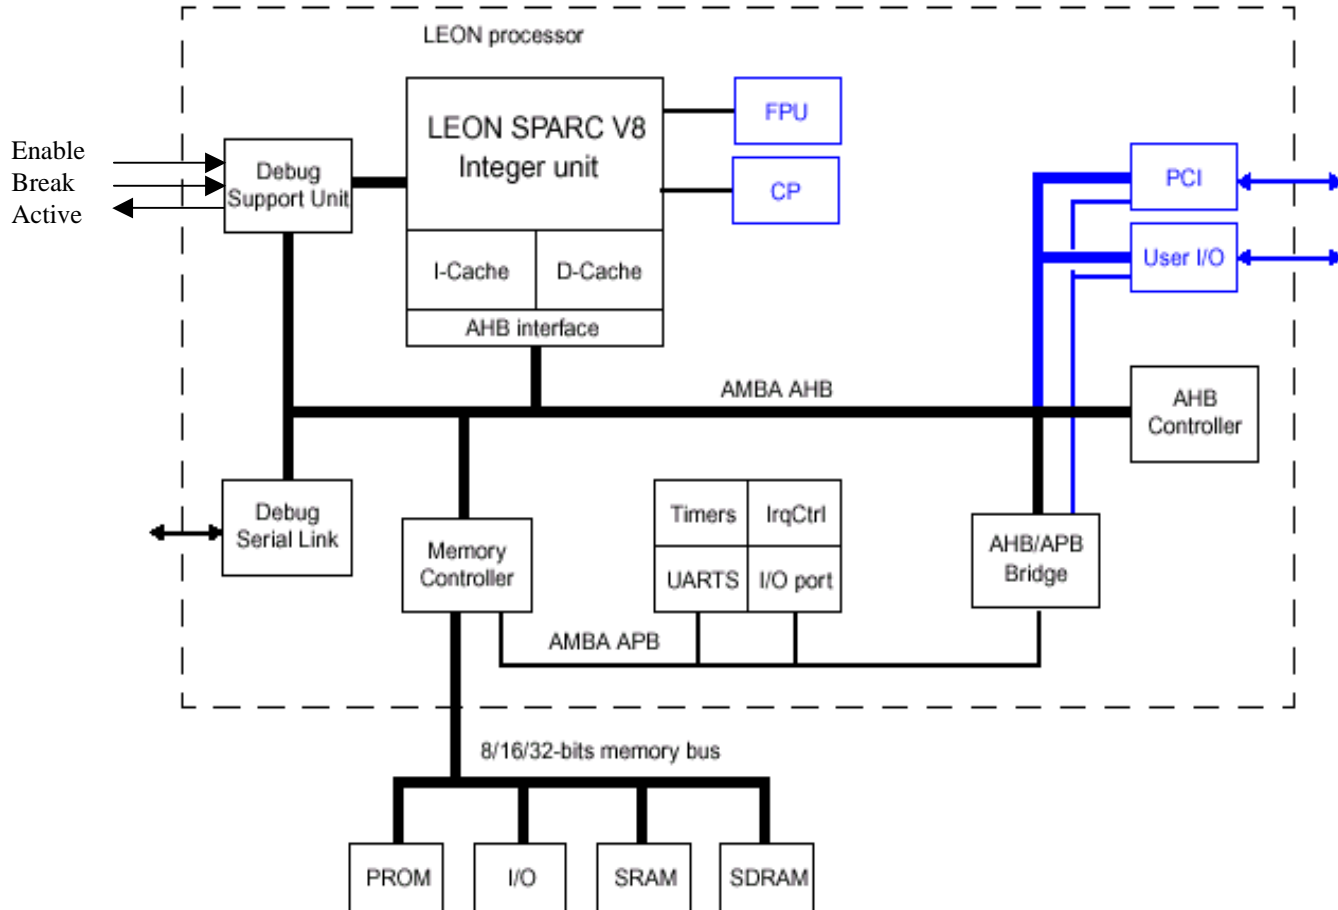 LEON processor
LEON SPARC V8
Integer unit
FPU
CP
Enable
Break
Active
Debug
Support Unit
PCI
User I/O
I-Cache
D-Cache
AHB interface
AMBA AHB
AHB
Controller
Debug
Serial Link
Memory
Controller
Timers
IrqCtrl
UARTS
I/O port
AHB/APB
Bridge
AMBA APB
8/16/32-bits memory bus
PROM
I/O
SRAM
SDRAM